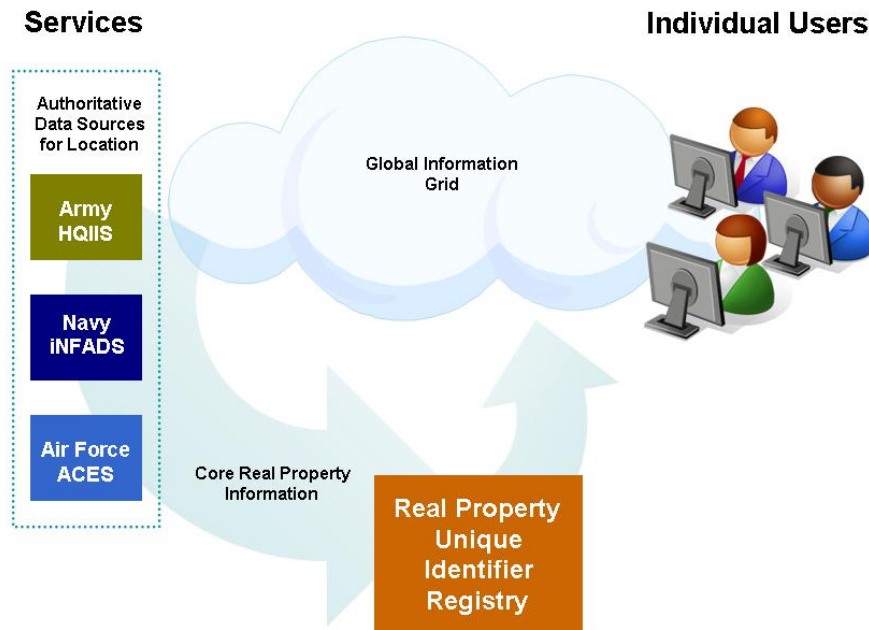 Services
Individual Users
Authoritative
Data Sources
for Location
Army
HQIIS
Navy
iNFADS
Air Force
ACES
Global Information
Grid
Core Real Property
Information
Real Property
Unique
Identifier
Registry